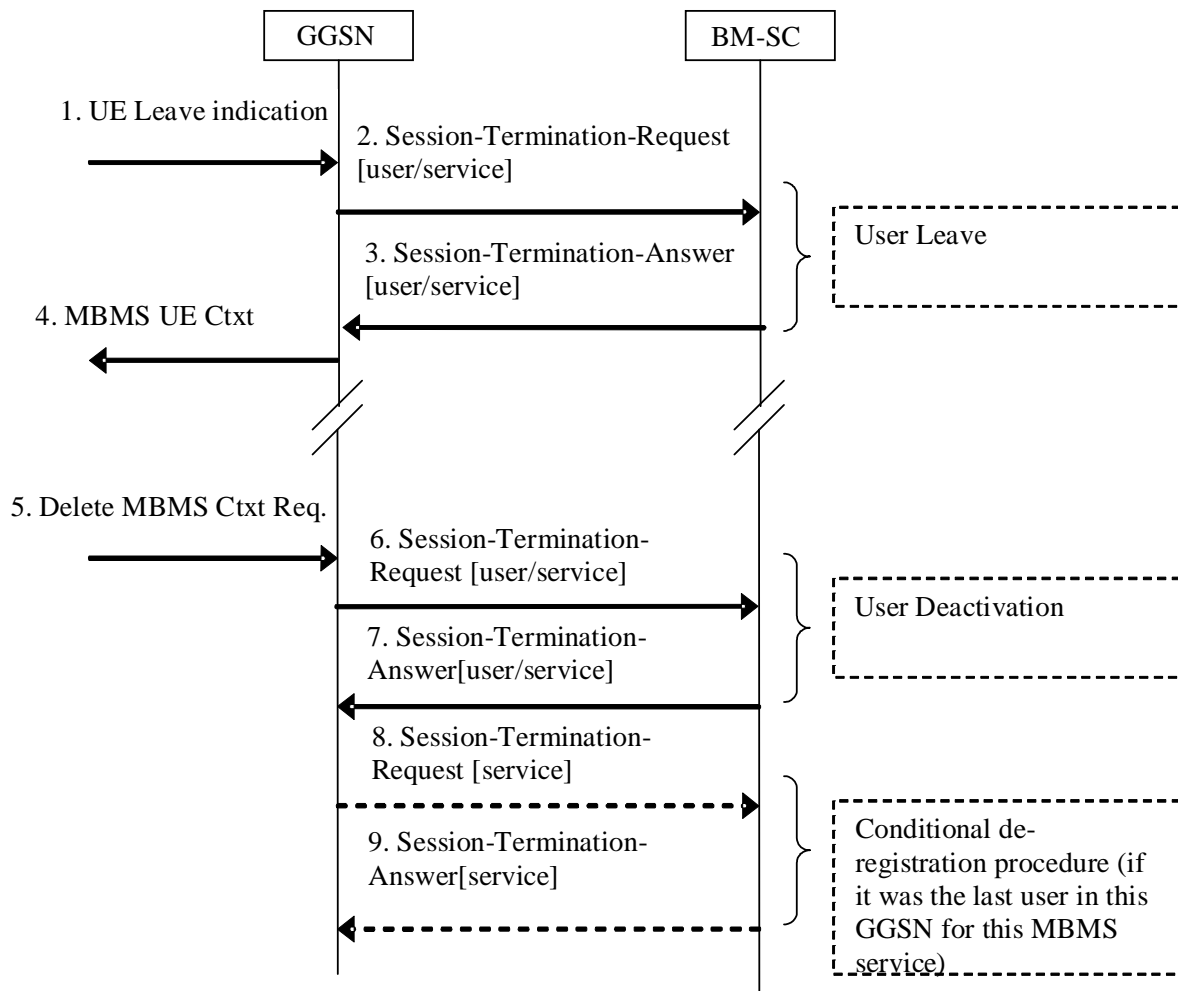 GGSN
BM-SC
1. UE Leave indication
2. Session-Termination-Request
[user/service]
User Leave
3. Session-Termination-Answer
[user/service]
4. MBMS UE Ctxt
5. Delete MBMS Ctxt Req.
6. Session-Termination-
Request [user/service]
User Deactivation
7. Session-Termination-
Answer[user/service]
8. Session-Termination-
Request [service]
9. Session-Termination-
Answer[service]
Conditional de-
registration procedure (if
it was the last user in this
GGSN for this MBMS
service)